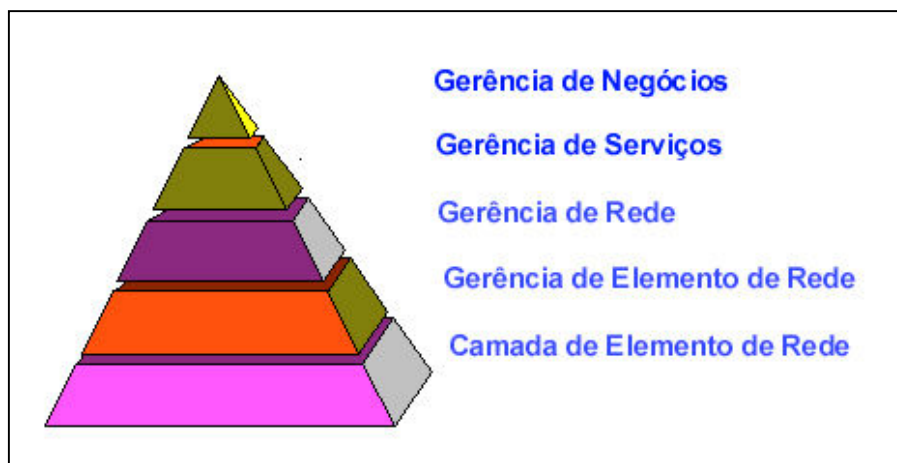 Gerência de Negócios
Gerência de Serviços
Gerência de Rede
Gerência de Elemento de Rede
Camada de Elemento de Rede